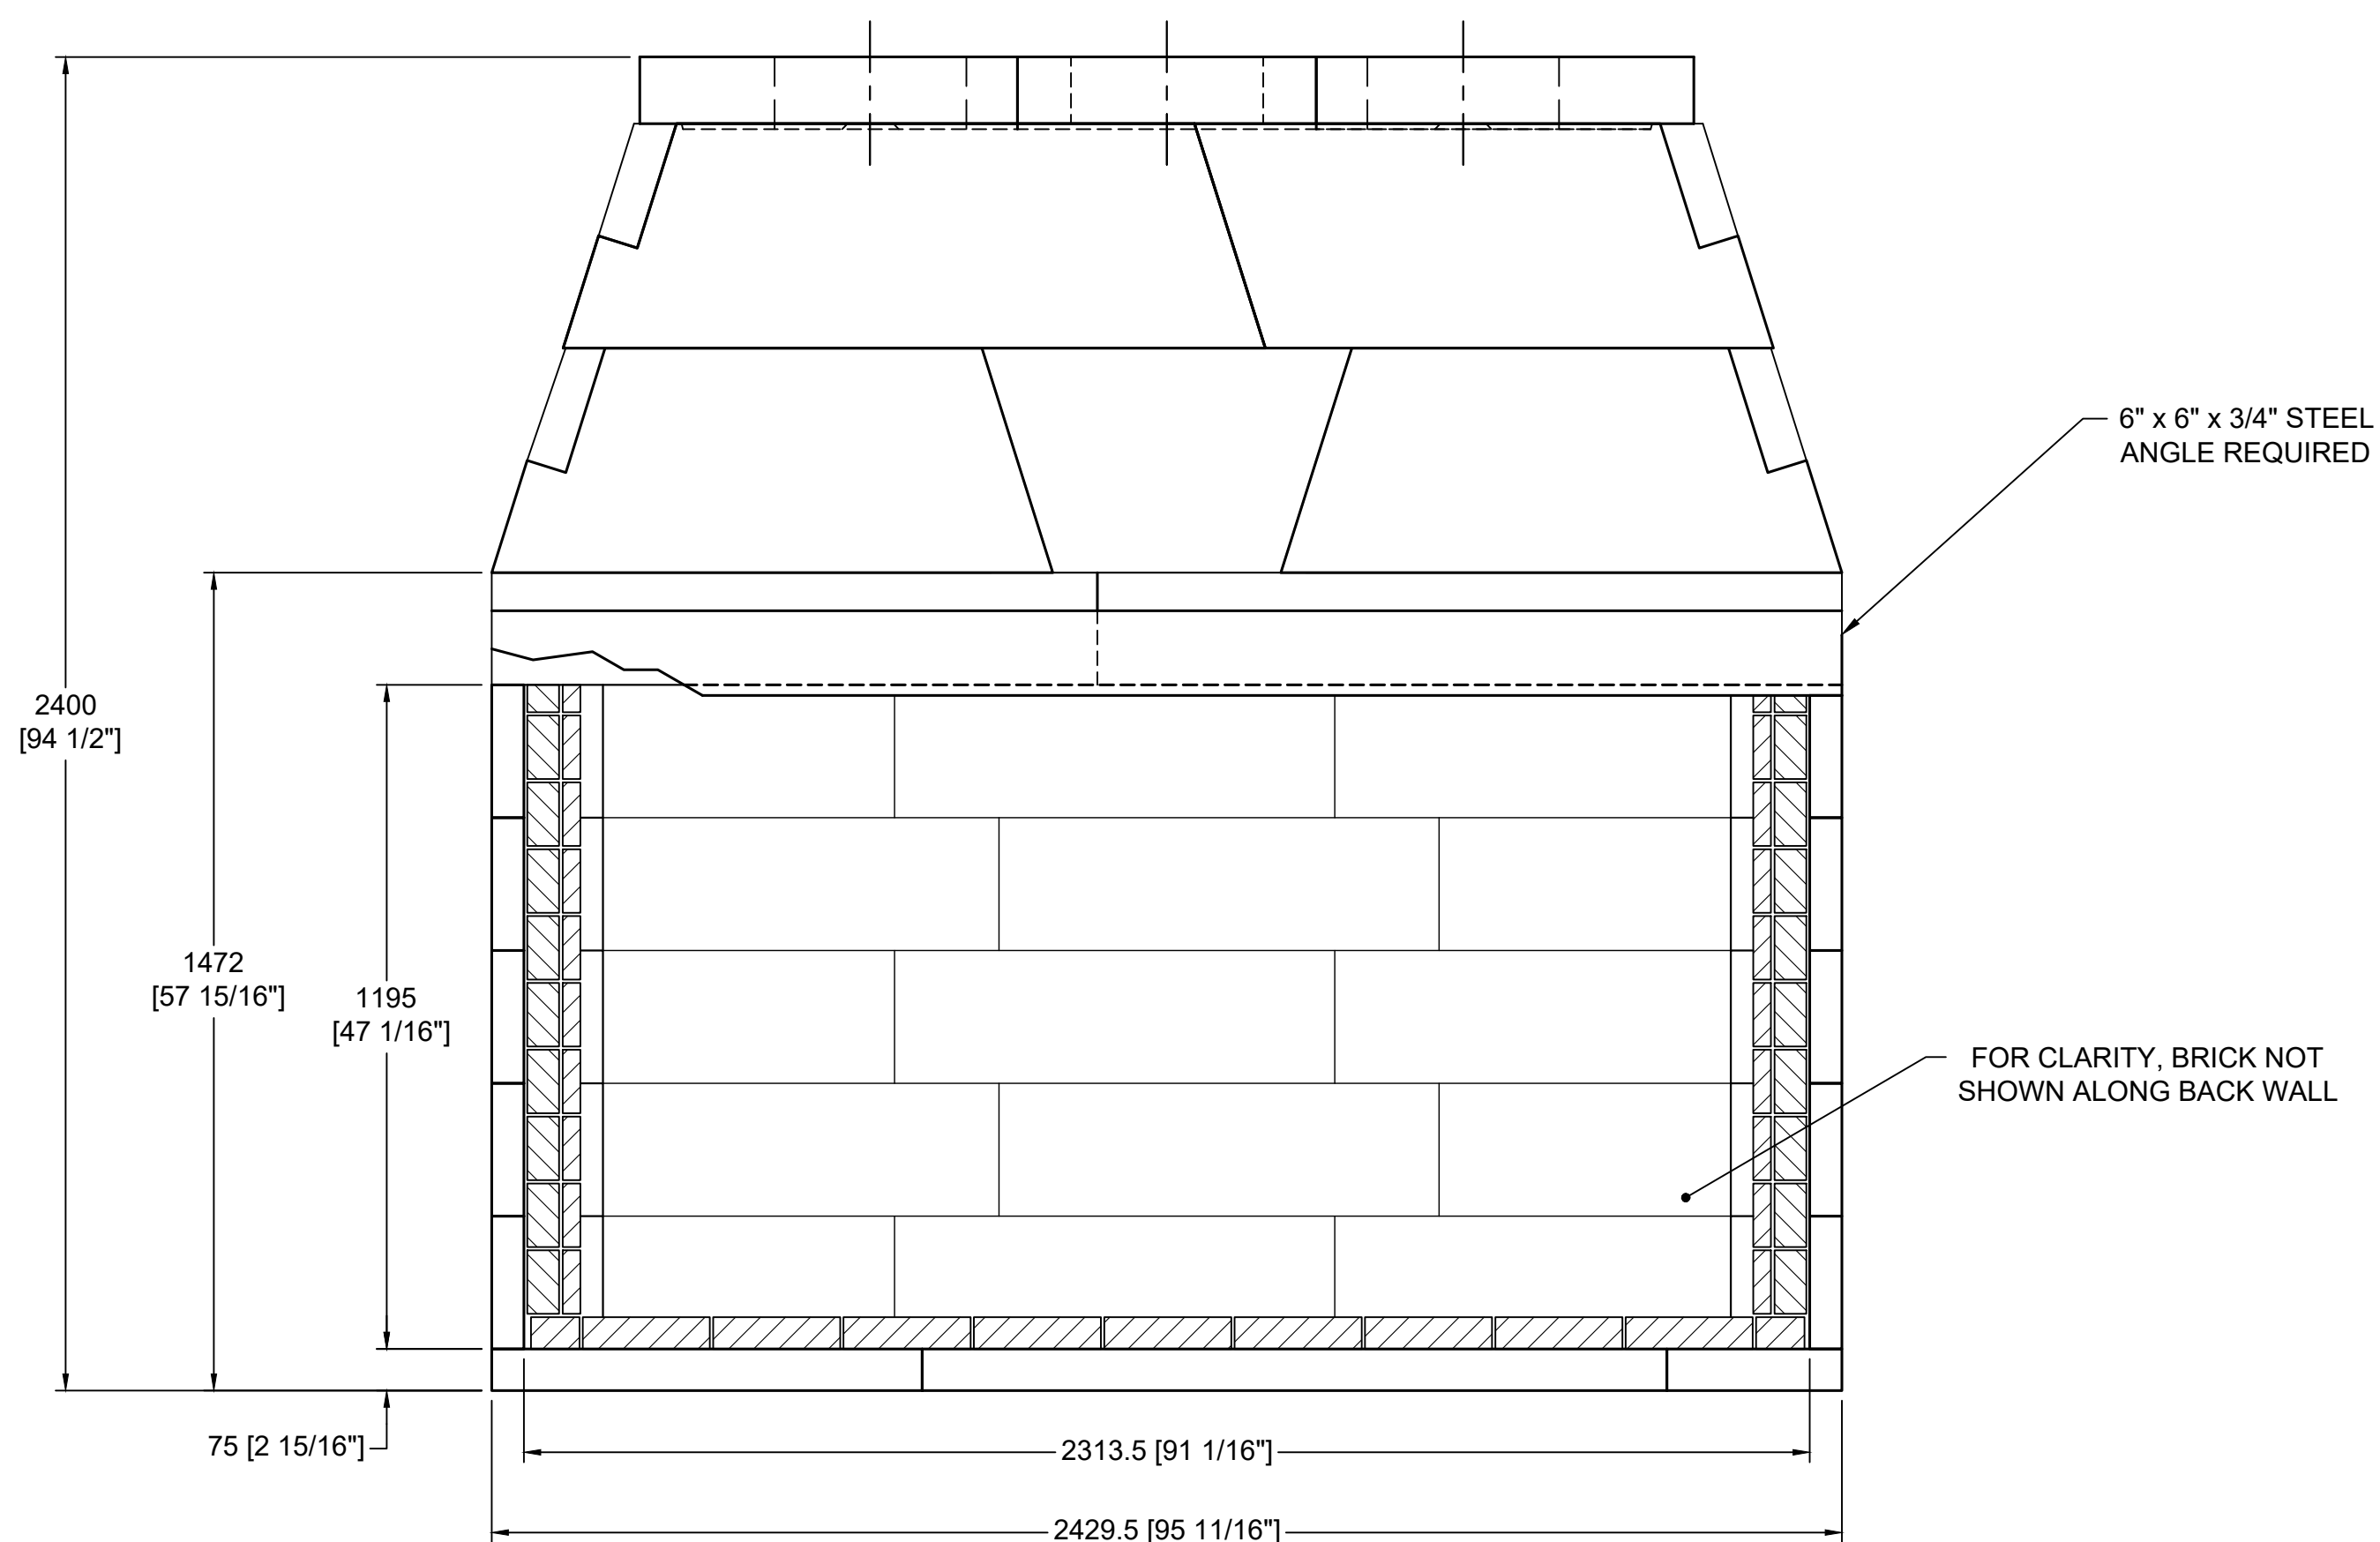 6" x 6" x 3/4" STEEL
ANGLE REQUIRED
2400
[94 1/2"]
1472
[57 15/16"]
1195
[47 1/16"]
FOR CLARITY, BRICK NOT
SHOWN ALONG BACK WALL
75 [2 15/16"]
2313.5 [91 1/16"]
2429.5 [95 11/16"]